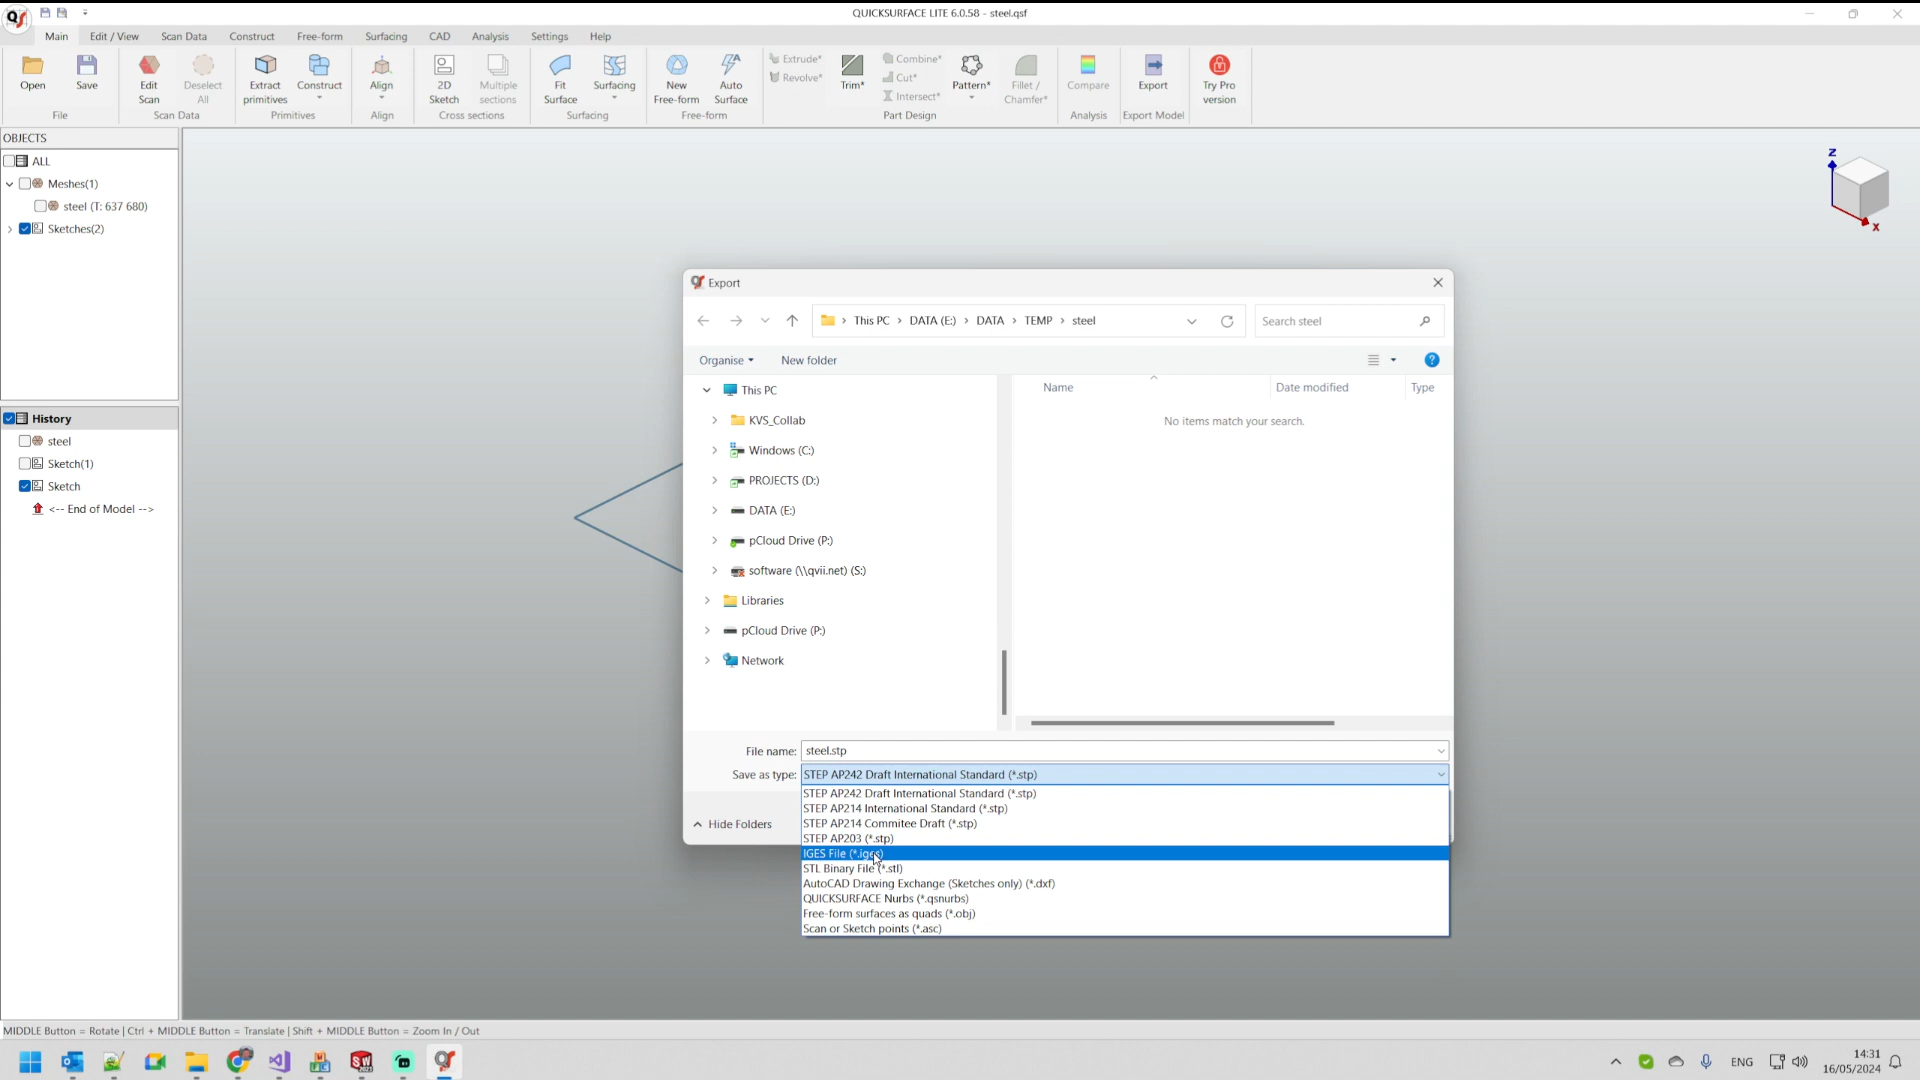 QUICKSURFACE LITE 6.0.58 - steel.qsf
Main Edit / View Scan Data Construct Free-form Surfacing CAD Analysis Settings Help
Open Save Edit Scan Deselect All Extract primitives Construct Align 2D Sketch Multiple sections Fit Surface Surfacing New Free-form Auto Surface Extrude* Revolve* Trim* Combine* Cut* Intersect* Pattern* Fillet / Chamfer* Compare Export Try Pro version
File Scan Data Primitives Align Cross sections Surfacing Free-form Part Design Analysis Export Model
OBJECTS
ALL
Meshes(1)
steel (T: 637 680)
Sketches(2)
History
steel
Sketch(1)
Sketch
<-- End of Model -->
Z
X
Export
This PC > DATA (E:) > DATA > TEMP > steel
Search steel
Organise New folder
This PC
KVS_Collab
Windows (C:)
PROJECTS (D:)
DATA (E:)
pCloud Drive (P:)
software (\\qvii.net) (S:)
Libraries
pCloud Drive (P:)
Network
Name Date modified Type
No items match your search.
File name: steel.stp
Save as type: STEP AP242 Draft International Standard (*.stp)
STEP AP242 Draft International Standard (*.stp)
STEP AP214 International Standard (*.stp)
STEP AP214 Commitee Draft (*.stp)
STEP AP203 (*.stp)
IGES File (*.iges)
STL Binary File (*.stl)
AutoCAD Drawing Exchange (Sketches only) (*.dxf)
QUICKSURFACE Nurbs (*.qsnurbs)
Free-form surfaces as quads (*.obj)
Scan or Sketch points (*.asc)
Hide Folders
MIDDLE Button = Rotate | Ctrl + MIDDLE Button = Translate | Shift + MIDDLE Button = Zoom In / Out
ENG
14:31
16/05/2024